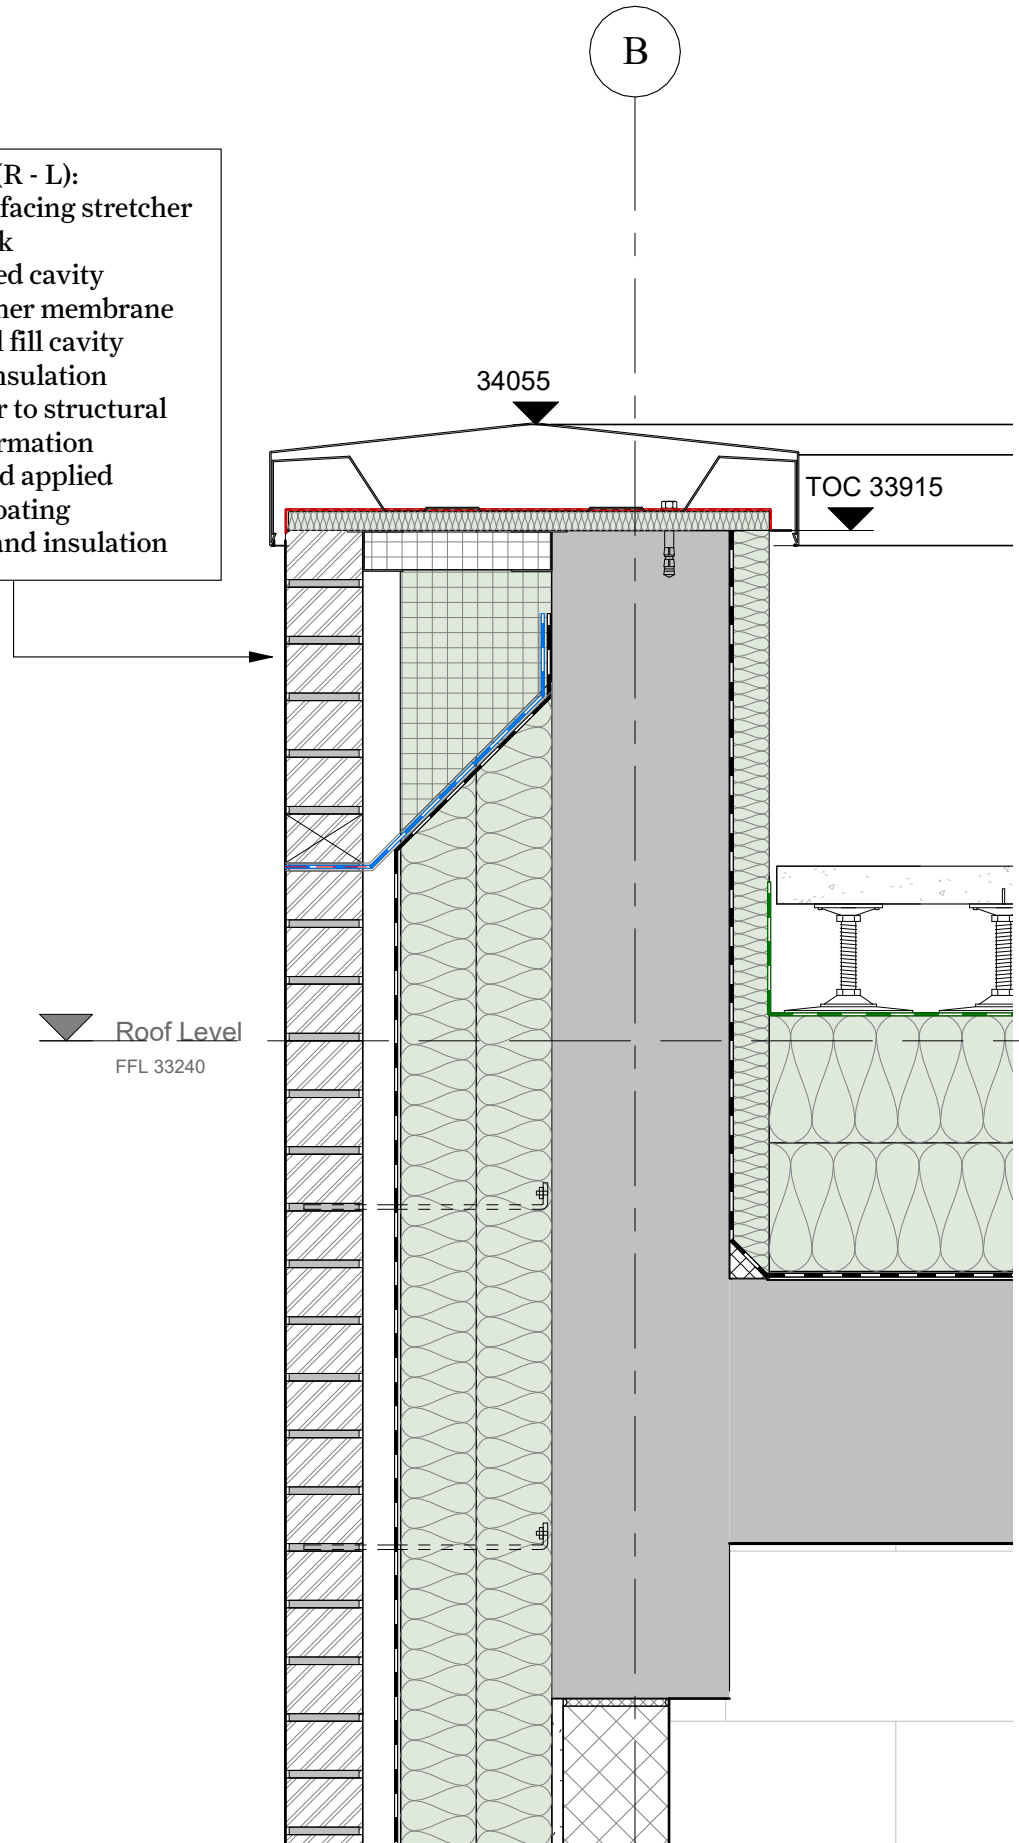 B
(R - L):
facing stretcher
k
ed cavity
her membrane
l fill cavity
nsulation
r to structural
rmation
d applied
oating
and insulation
34055
TOC 33915
Roof Level
FFL 33240